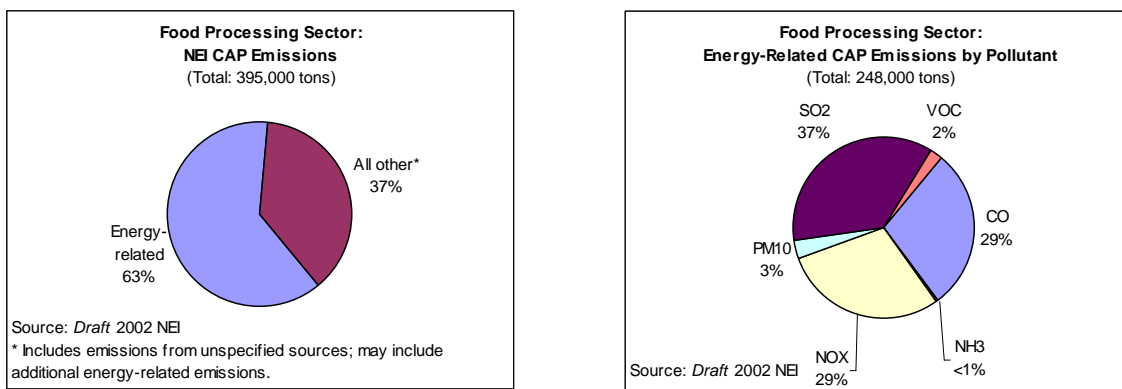 Food Processing Sector:
NEI CAP Emissions
(Total: 395,000 tons)
All other*
37%
Energy-
related
63%
Source: Draft 2002 NEI
* Includes emissions from unspecified sources; may include
additional energy-related emissions.
Food Processing Sector:
Energy-Related CAP Emissions by Pollutant
(Total: 248,000 tons)
SO2
37%
VOC
2%
CO
29%
PM10
3%
NH3
<1%
NOX
29%
Source: Draft 2002 NEI